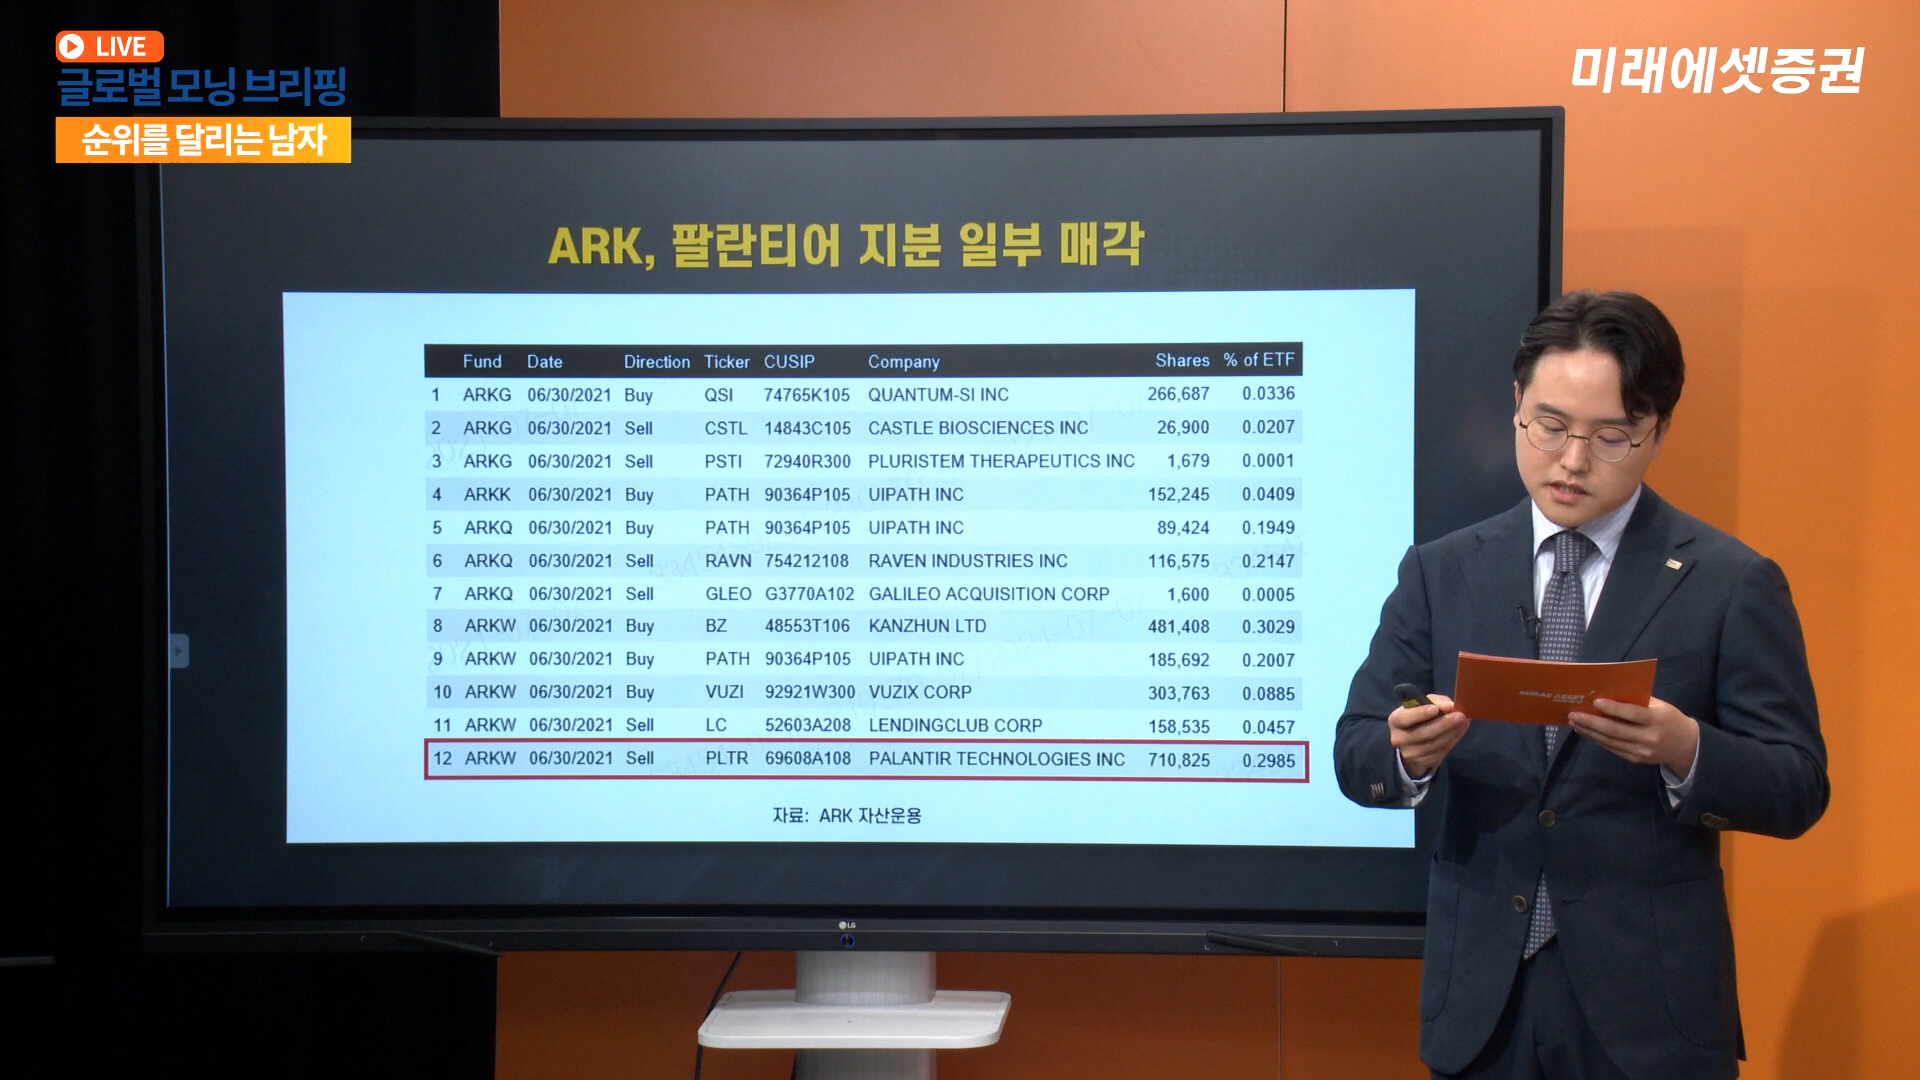 LIVE
글로벌 모닝 브리핑
순위를 달리는 남자
미래에셋증권
ARK, 팔란티어 지분 일부 매각
Fund Date Direction Ticker CUSIP Company Shares % of ETF
1 ARKG 06/30/2021 Buy QSI 74765K105 QUANTUM-SI INC 266,687 0.0336
2 ARKG 06/30/2021 Sell CSTL 14843C105 CASTLE BIOSCIENCES INC 26,900 0.0207
3 ARKG 06/30/2021 Sell PSTI 72940R300 PLURISTEM THERAPEUTICS INC 1,679 0.0001
4 ARKK 06/30/2021 Buy PATH 90364P105 UIPATH INC 152,245 0.0409
5 ARKQ 06/30/2021 Buy PATH 90364P105 UIPATH INC 89,424 0.1949
6 ARKQ 06/30/2021 Sell RAVN 754212108 RAVEN INDUSTRIES INC 116,575 0.2147
7 ARKQ 06/30/2021 Sell GLEO G3770A102 GALILEO ACQUISITION CORP 1,600 0.0005
8 ARKW 06/30/2021 Buy BZ 48553T106 KANZHUN LTD 481,408 0.3029
9 ARKW 06/30/2021 Buy PATH 90364P105 UIPATH INC 185,692 0.2007
10 ARKW 06/30/2021 Buy VUZI 92921W300 VUZIX CORP 303,763 0.0885
11 ARKW 06/30/2021 Sell LC 52603A208 LENDINGCLUB CORP 158,535 0.0457
12 ARKW 06/30/2021 Sell PLTR 69608A108 PALANTIR TECHNOLOGIES INC 710,825 0.2985
자료: ARK 자산운용
LG
MIRAE ASSET